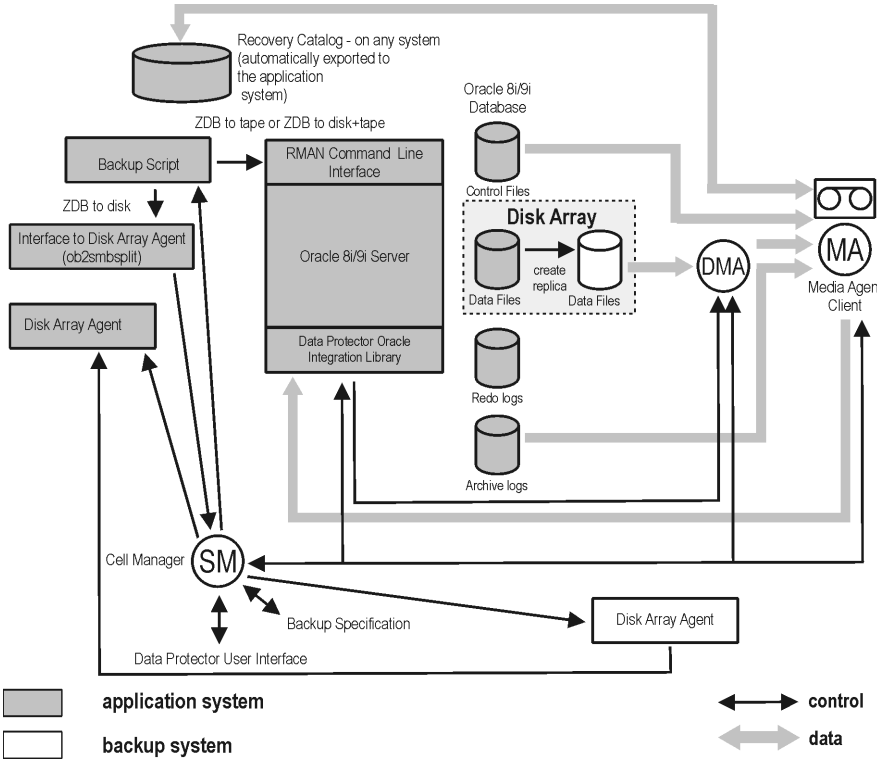 Recovery Catalog - on any system
(automatically exported to
the application
system)
Oracle 8i/9i
Database
ZDB to tape or ZDB to disk+tape
Backup Script
RMAN Command Line
Interface
Control Files
ZDB to disk
Disk Array
Interface to Disk Array Agent
(ob2smbsplit)
Oracle 8i/9i Server
create
replica
Data Files
Data Files
DMA
MA
Media Agen
Client
Disk Array Agent
Data Protector Oracle
Integration Library
Redo logs
Archive logs
Cell Manager
SM
Backup Specification
Disk Array Agent
Data Protector User Interface
application system
control
backup system
data